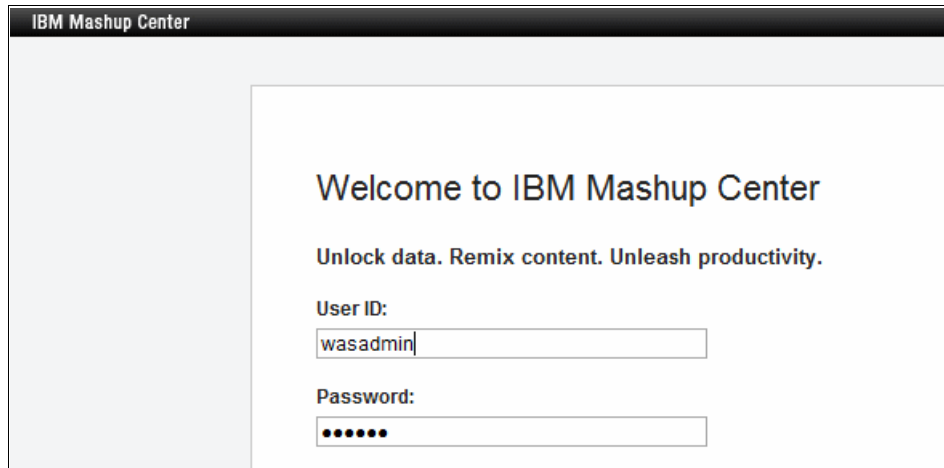 IBM Mashup Center
Welcome to IBM Mashup Center
Unlock data. Remix content. Unleash productivity.
User ID:
wasadmin
Password:
●●●●●●